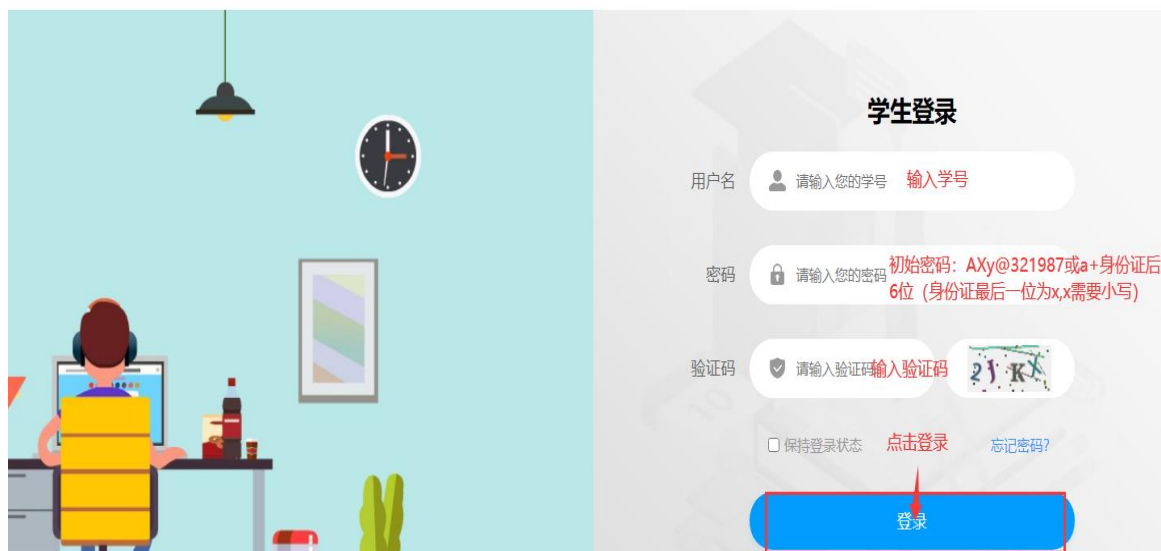 学生登录
用户名
请输入您的学号 输入学号
密码
请输入您的密码
初始密码：AXy@321987或a+身份证后
6位（身份证最后一位为x,x需要小写)
验证码
请输入验证码 输入验证码
保持登录状态 点击登录 忘记密码?
登录